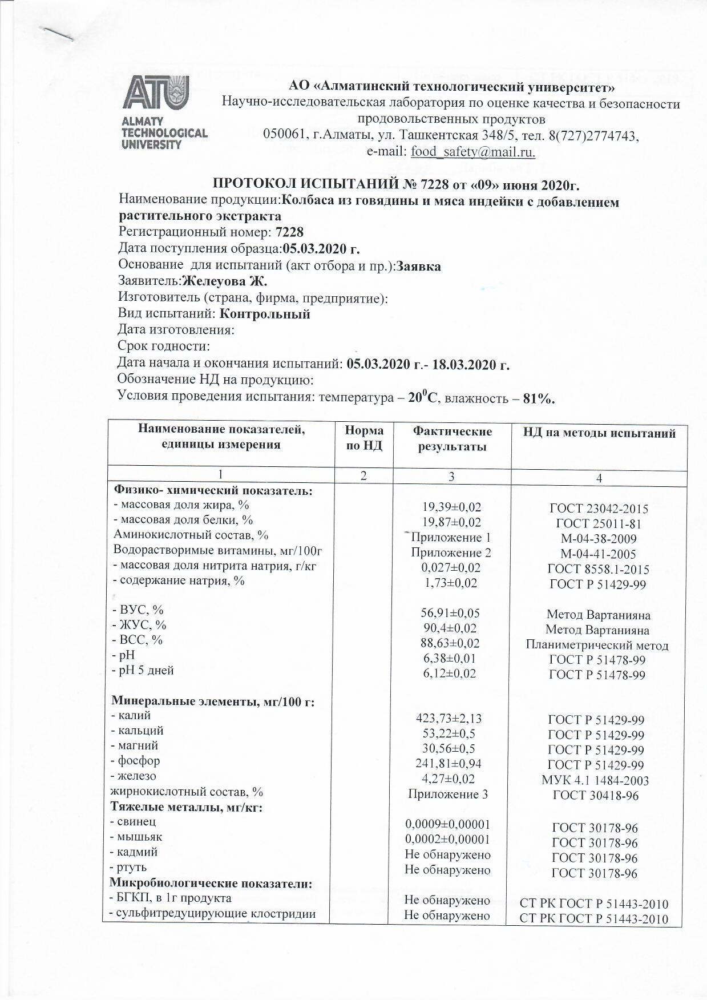 ATU
ALMATY
TECHNOLOGICAL
UNIVERSITY
АО «Алматинский технологический университет»
Научно-исследовательская лаборатория по оценке качества и безопасности
продовольственных продуктов
050061, г.Алматы, ул. Ташкентская 348/5, тел. 8(727)2774743,
e-mail: food_safety@mail.ru.
ПРОТОКОЛ ИСПЫТАНИЙ № 7228 от «09» июня 2020г.
Наименование продукции:Колбаса из говядины и мяса индейки с добавлением
растительного экстракта
Регистрационный номер: 7228
Дата поступления образца:05.03.2020 г.
Основание для испытаний (акт отбора и пр.):Заявка
Заявитель:Желеуова Ж.
Изготовитель (страна, фирма, предприятие):
Вид испытаний: Контрольный
Дата изготовления:
Срок годности:
Дата начала и окончания испытаний: 05.03.2020 г.- 18.03.2020 г.
Обозначение НД на продукцию:
Условия проведения испытания: температура – 20⁰С, влажность – 81%.
Наименование показателей, Норма Фактические НД на методы испытаний
единицы измерения по НД результаты
1 2 3 4
Физико- химический показатель:
- массовая доля жира, % 19,39±0,02 ГОСТ 23042-2015
- массовая доля белки, % 19,87±0,02 ГОСТ 25011-81
Аминокислотный состав, % Приложение 1 М-04-38-2009
Водорастворимые витамины, мг/100г Приложение 2 М-04-41-2005
- массовая доля нитрита натрия, г/кг 0,027±0,02 ГОСТ 8558.1-2015
- содержание натрия, % 1,73±0,02 ГОСТ Р 51429-99
- ВУС, % 56,91±0,05 Метод Вартанияна
- ЖУС, % 90,4±0,02 Метод Вартанияна
- ВСС, % 88,63±0,02 Планиметрический метод
- рН 6,38±0,01 ГОСТ Р 51478-99
- рН 5 дней 6,12±0,02 ГОСТ Р 51478-99
Минеральные элементы, мг/100 г:
- калий 423,73±2,13 ГОСТ Р 51429-99
- кальций 53,22±0,5 ГОСТ Р 51429-99
- магний 30,56±0,5 ГОСТ Р 51429-99
- фосфор 241,81±0,94 ГОСТ Р 51429-99
- железо 4,27±0,02 МУК 4.1 1484-2003
жирнокислотный состав, % Приложение 3 ГОСТ 30418-96
Тяжелые металлы, мг/кг:
- свинец 0,0009±0,00001 ГОСТ 30178-96
- мышьяк 0,0002±0,00001 ГОСТ 30178-96
- кадмий Не обнаружено ГОСТ 30178-96
- ртуть Не обнаружено ГОСТ 30178-96
Микробиологические показатели:
- БГКП, в 1г продукта Не обнаружено СТ РК ГОСТ Р 51443-2010
- сульфитредуцирующие клостридии Не обнаружено СТ РК ГОСТ Р 51443-2010